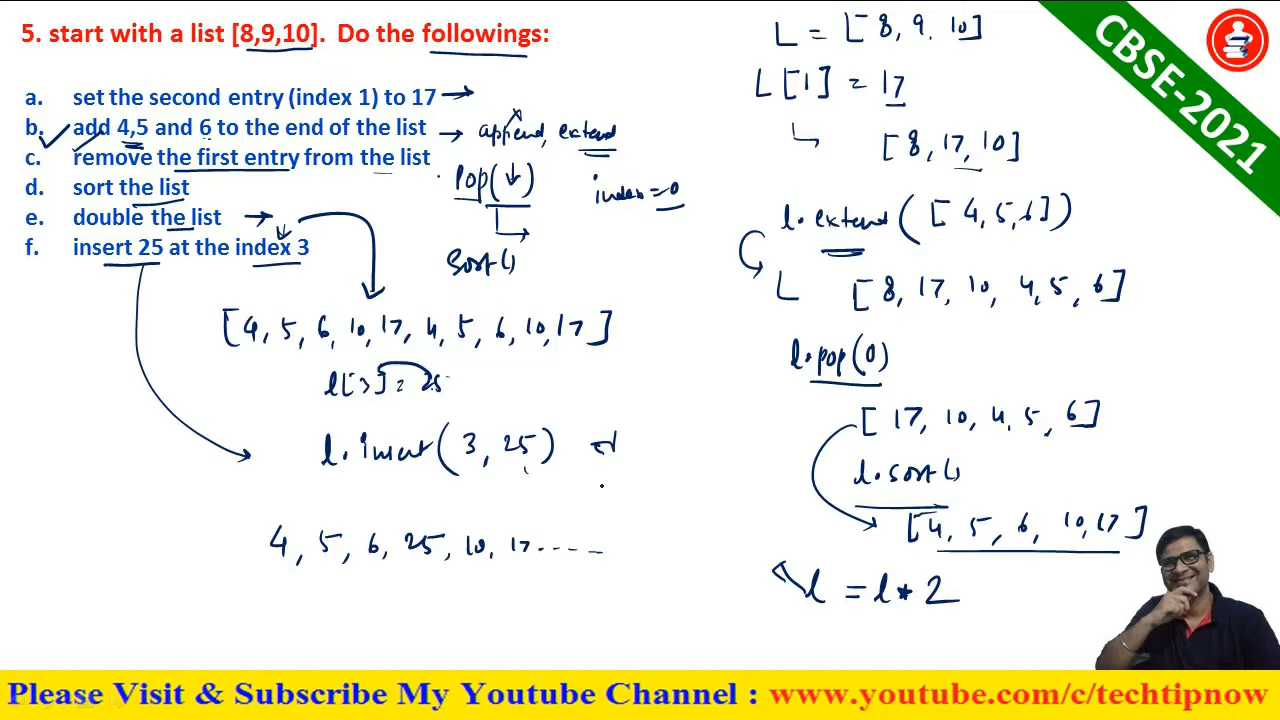 5. start with a list [8,9,10]. Do the followings:
a. set the second entry (index 1) to 17 →
b. add 4,5 and 6 to the end of the list → append, extend
c. remove the first entry from the list
d. sort the list
e. double the list →
f. insert 25 at the index 3
Pop(↓) index=0
Sort()
[4, 5, 6, 10, 17, 4, 5, 6, 10, 17]
l[3] = 25
l.insert(3, 25)
4, 5, 6, 25, 10, 17.----
L = [8, 9, 10]
L[1] = 17
[8, 17, 10]
l.extend([4,5,6])
L [8, 17, 10, 4, 5, 6]
l.pop(0)
[17, 10, 4, 5, 6]
l.sort()
[4, 5, 6, 10, 17]
l = l * 2
CBSE-2021
Please Visit & Subscribe My Youtube Channel : www.youtube.com/c/techtipnow